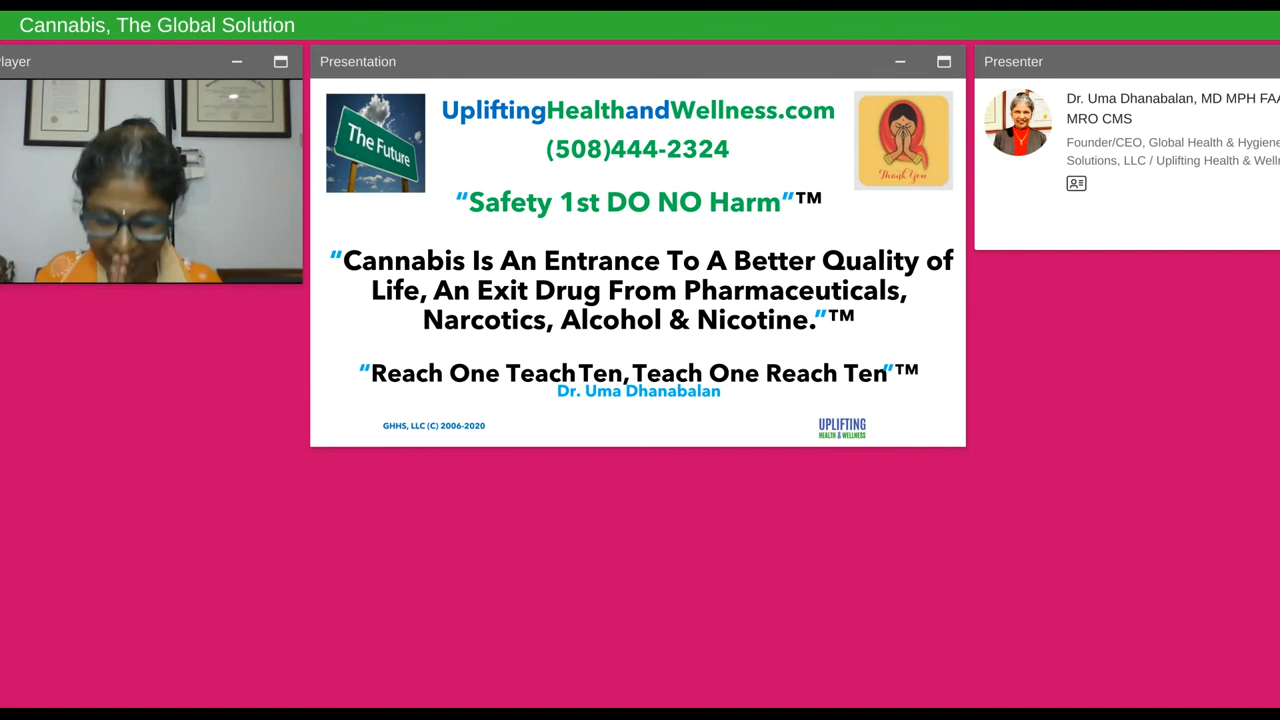 Cannabis, The Global Solution
layer
Presentation
Presenter
The Future
UpliftingHealthandWellness.com
(508)444-2324
Thank You
"Safety 1st DO NO Harm"™
"Cannabis Is An Entrance To A Better Quality of
Life, An Exit Drug From Pharmaceuticals,
Narcotics, Alcohol & Nicotine."™
"Reach One Teach Ten, Teach One Reach Ten"™
Dr. Uma Dhanabalan
GHHS, LLC (C) 2006-2020
UPLIFTING
HEALTH & WELLNESS
Dr. Uma Dhanabalan, MD MPH FAA
MRO CMS
Founder/CEO, Global Health & Hygiene
Solutions, LLC / Uplifting Health & Well